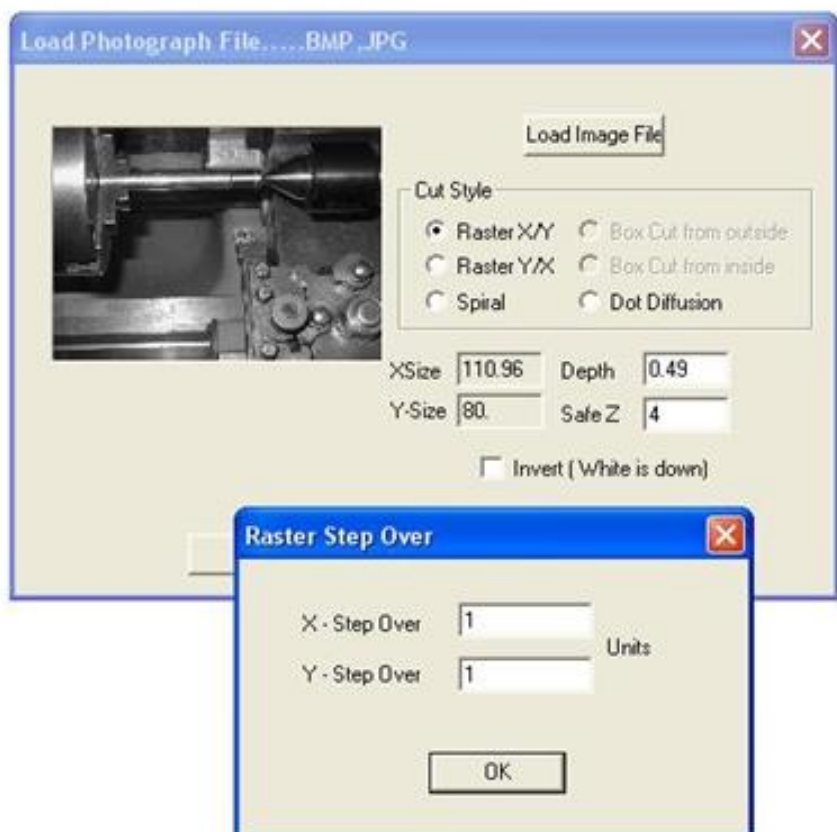 Load Photograph File.....BMP,JPG
Load Image File
Cut Style
Raster X/Y Box Cut from outside
Raster Y/X Box Cut from inside
Spiral Dot Diffusion
XSize 110.96 Depth 0.49
Y-Size 80. Safe Z 4
Invert ( White is down)
Raster Step Over
X - Step Over 1
Units
Y - Step Over 1
OK